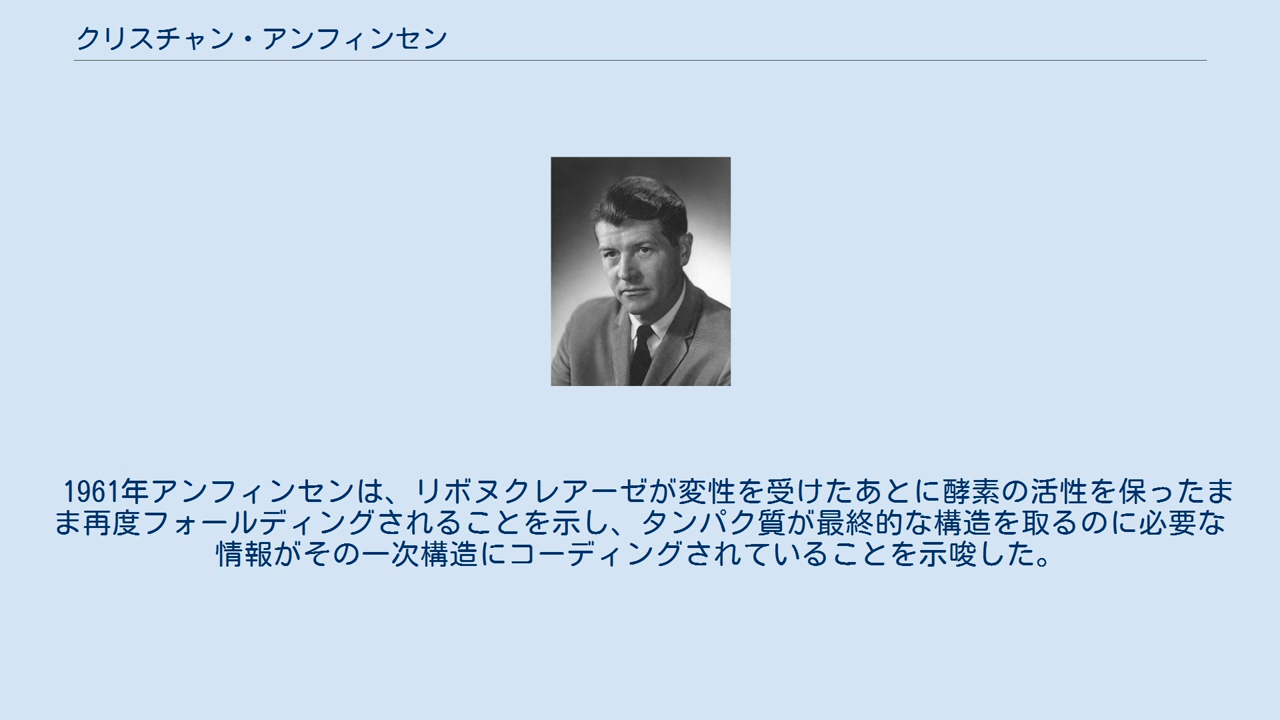 クリスチャン・アンフィンセン
1961年アンフィンセンは、リボヌクレアーゼが変性を受けたあとに酵素の活性を保ったまま
ま再度フォールディングされることを示し、タンパク質が最終的な構造を取るのに必要な
情報がその一次構造にコーディングされていることを示唆した。